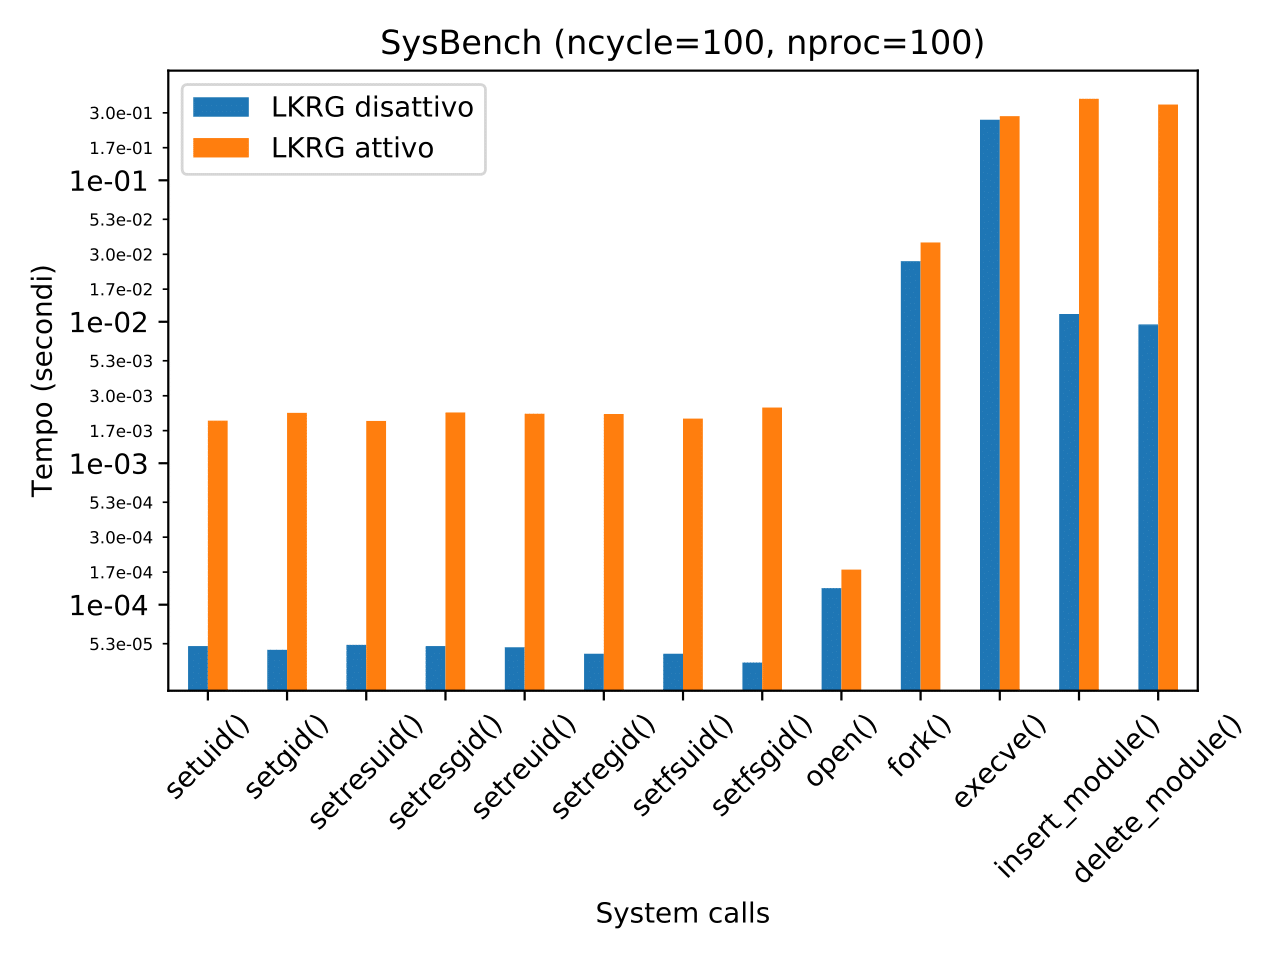 SysBench (ncycle=100, nproc=100)
LKRG disattivo
LKRG attivo
Tempo (secondi)
3.0e-01
1.7e-01
1e-01
5.3e-02
3.0e-02
1.7e-02
1e-02
5.3e-03
3.0e-03
1.7e-03
1e-03
5.3e-04
3.0e-04
1.7e-04
1e-04
5.3e-05
setuid()
setgid()
setresuid()
setresgid()
setreuid()
setregid()
setfsuid()
setfsgid()
open()
fork()
execve()
insert_module()
delete_module()
System calls